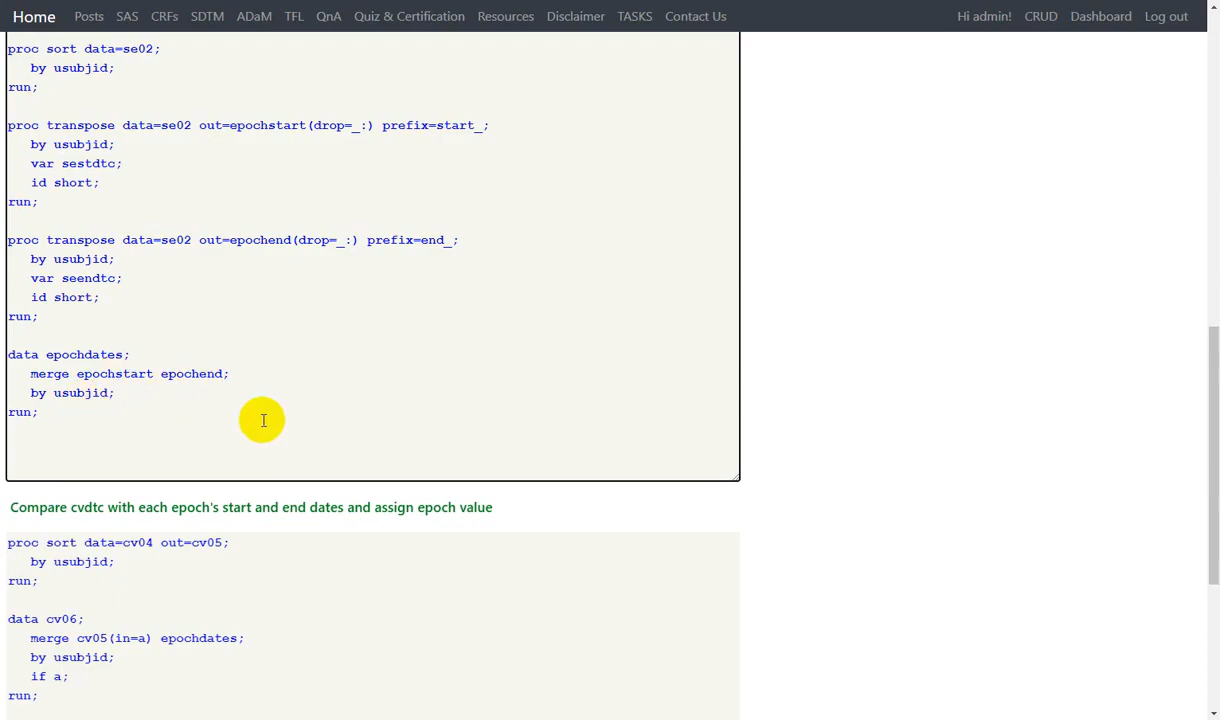 Home Posts SAS CRFs SDTM ADaM TFL QnA Quiz & Certification Resources Disclaimer TASKS Contact Us Hi admin! CRUD Dashboard Log out
proc sort data=se02;
   by usubjid;
run;
proc transpose data=se02 out=epochstart(drop=_:) prefix=start_;
   by usubjid;
   var sestdtc;
   id short;
run;
proc transpose data=se02 out=epochend(drop=_:) prefix=end_;
   by usubjid;
   var seendtc;
   id short;
run;
data epochdates;
   merge epochstart epochend;
   by usubjid;
run;
Compare cvdtc with each epoch's start and end dates and assign epoch value
proc sort data=cv04 out=cv05;
   by usubjid;
run;
data cv06;
   merge cv05(in=a) epochdates;
   by usubjid;
   if a;
run;